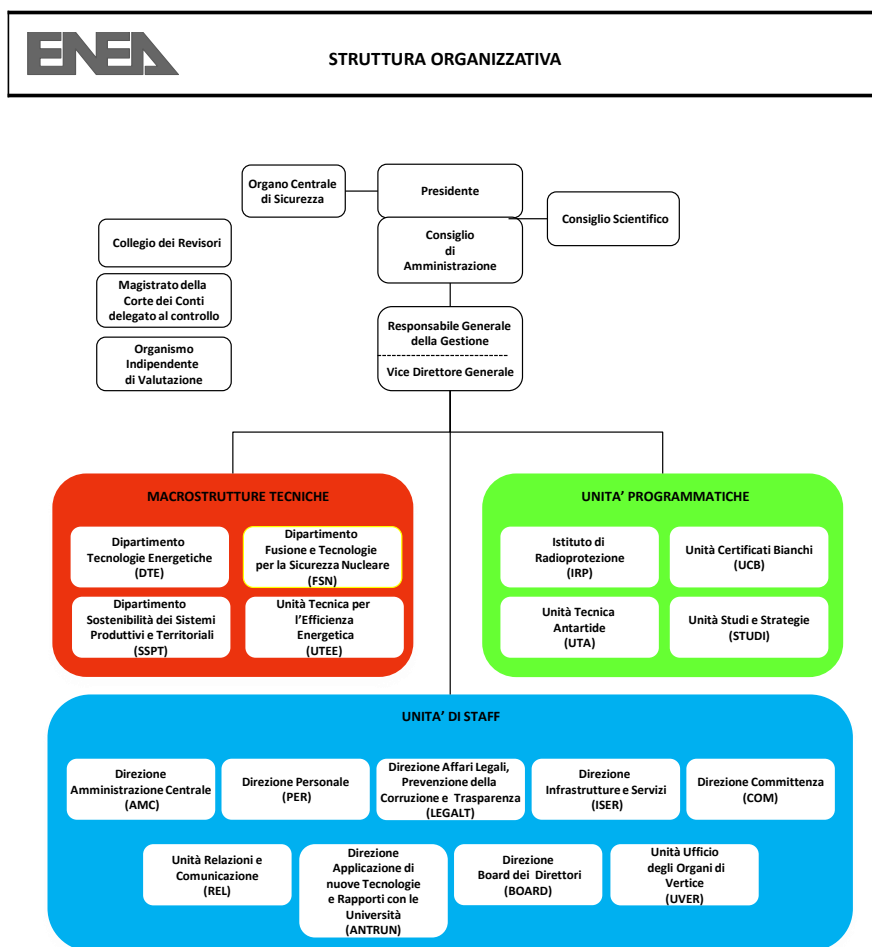 ENEA
STRUTTURA ORGANIZZATIVA
Organo Centrale
di Sicurezza
Presidente
Consiglio Scientifico
Consiglio
di
Amministrazione
Collegio dei Revisori
Magistrato della
Corte dei Conti
delegato al controllo
Organismo
Indipendente
di Valutazione
Responsabile Generale
della Gestione
Vice Direttore Generale
MACROSTRUTTURE TECNICHE
Dipartimento
Tecnologie Energetiche
(DTE)
Dipartimento
Fusione e Tecnologie
per la Sicurezza Nucleare
(FSN)
Dipartimento
Sostenibilità dei Sistemi
Produttivi e Territoriali
(SSPT)
Unità Tecnica per
l'Efficienza
Energetica
(UTEE)
UNITA' PROGRAMMATICHE
Istituto di
Radioprotezione
(IRP)
Unità Certificati Bianchi
(UCB)
Unità Tecnica
Antartide
(UTA)
Unità Studi e Strategie
(STUDI)
UNITA' DI STAFF
Direzione
Amministrazione Centrale
(AMC)
Direzione Personale
(PER)
Direzione Affari Legali,
Prevenzione della
Corruzione e Trasparenza
(LEGALT)
Direzione
Infrastrutture e Servizi
(ISER)
Direzione Committenza
(COM)
Unità Relazioni e
Comunicazione
(REL)
Direzione
Applicazione di
nuove Tecnologie
e Rapporti con le
Università
(ANTRUN)
Direzione
Board dei Direttori
(BOARD)
Unità Ufficio
degli Organi di
Vertice
(UVER)